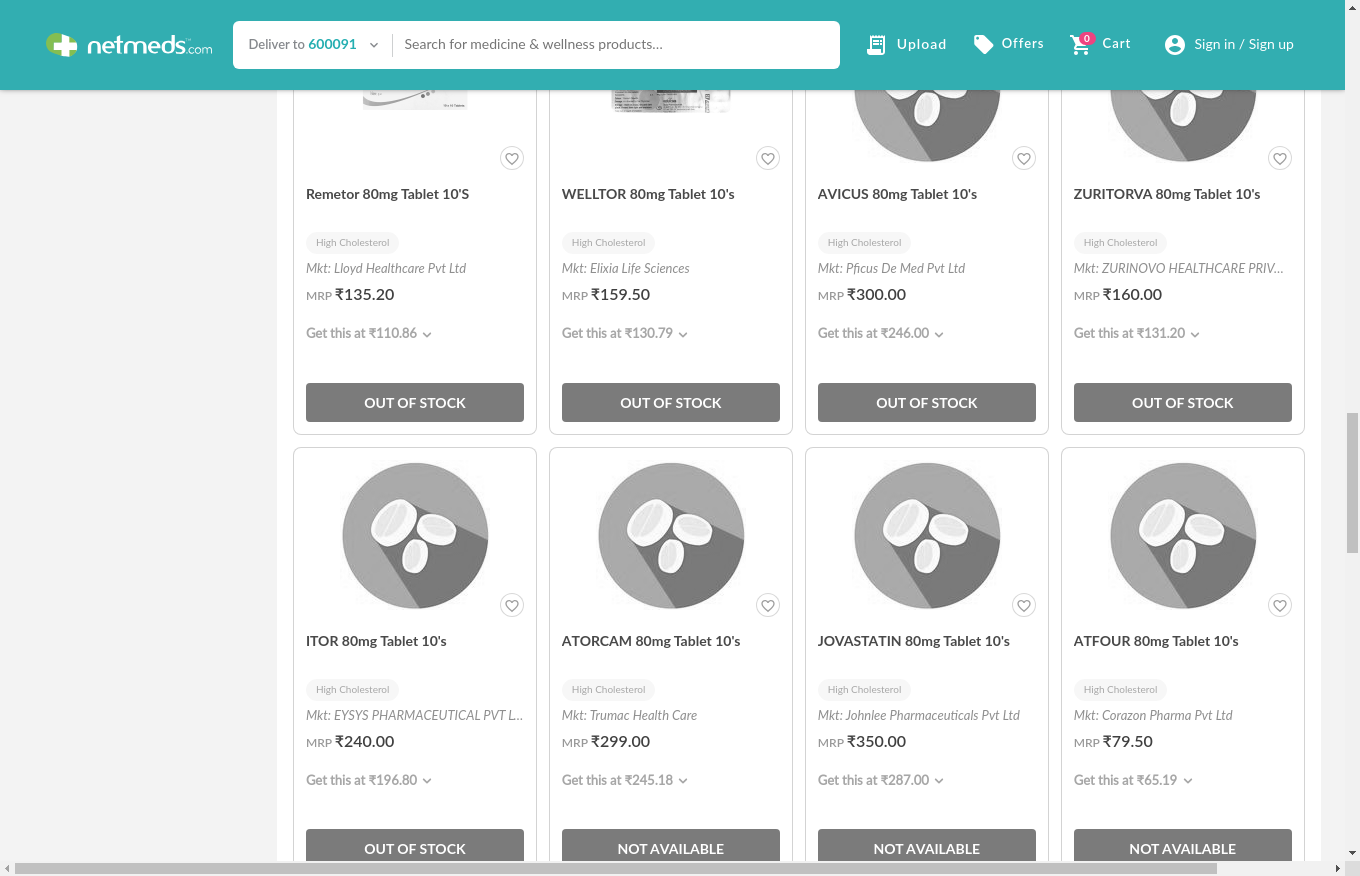 netmeds.com
Deliver to 600091
Search for medicine & wellness products...
Upload
Offers
0
Cart
Sign in / Sign up
Remetor 80mg Tablet 10'S
High Cholesterol
Mkt: Lloyd Healthcare Pvt Ltd
MRP ₹135.20
Get this at ₹110.86
OUT OF STOCK
WELLTOR 80mg Tablet 10's
High Cholesterol
Mkt: Elixia Life Sciences
MRP ₹159.50
Get this at ₹130.79
OUT OF STOCK
AVICUS 80mg Tablet 10's
High Cholesterol
Mkt: Pficus De Med Pvt Ltd
MRP ₹300.00
Get this at ₹246.00
OUT OF STOCK
ZURITORVA 80mg Tablet 10's
High Cholesterol
Mkt: ZURINOVO HEALTHCARE PRIV...
MRP ₹160.00
Get this at ₹131.20
OUT OF STOCK
ITOR 80mg Tablet 10's
High Cholesterol
Mkt: EYSYS PHARMACEUTICAL PVT L...
MRP ₹240.00
Get this at ₹196.80
OUT OF STOCK
ATORCAM 80mg Tablet 10's
High Cholesterol
Mkt: Trumac Health Care
MRP ₹299.00
Get this at ₹245.18
NOT AVAILABLE
JOVASTATIN 80mg Tablet 10's
High Cholesterol
Mkt: Johnlee Pharmaceuticals Pvt Ltd
MRP ₹350.00
Get this at ₹287.00
NOT AVAILABLE
ATFOUR 80mg Tablet 10's
High Cholesterol
Mkt: Corazon Pharma Pvt Ltd
MRP ₹79.50
Get this at ₹65.19
NOT AVAILABLE